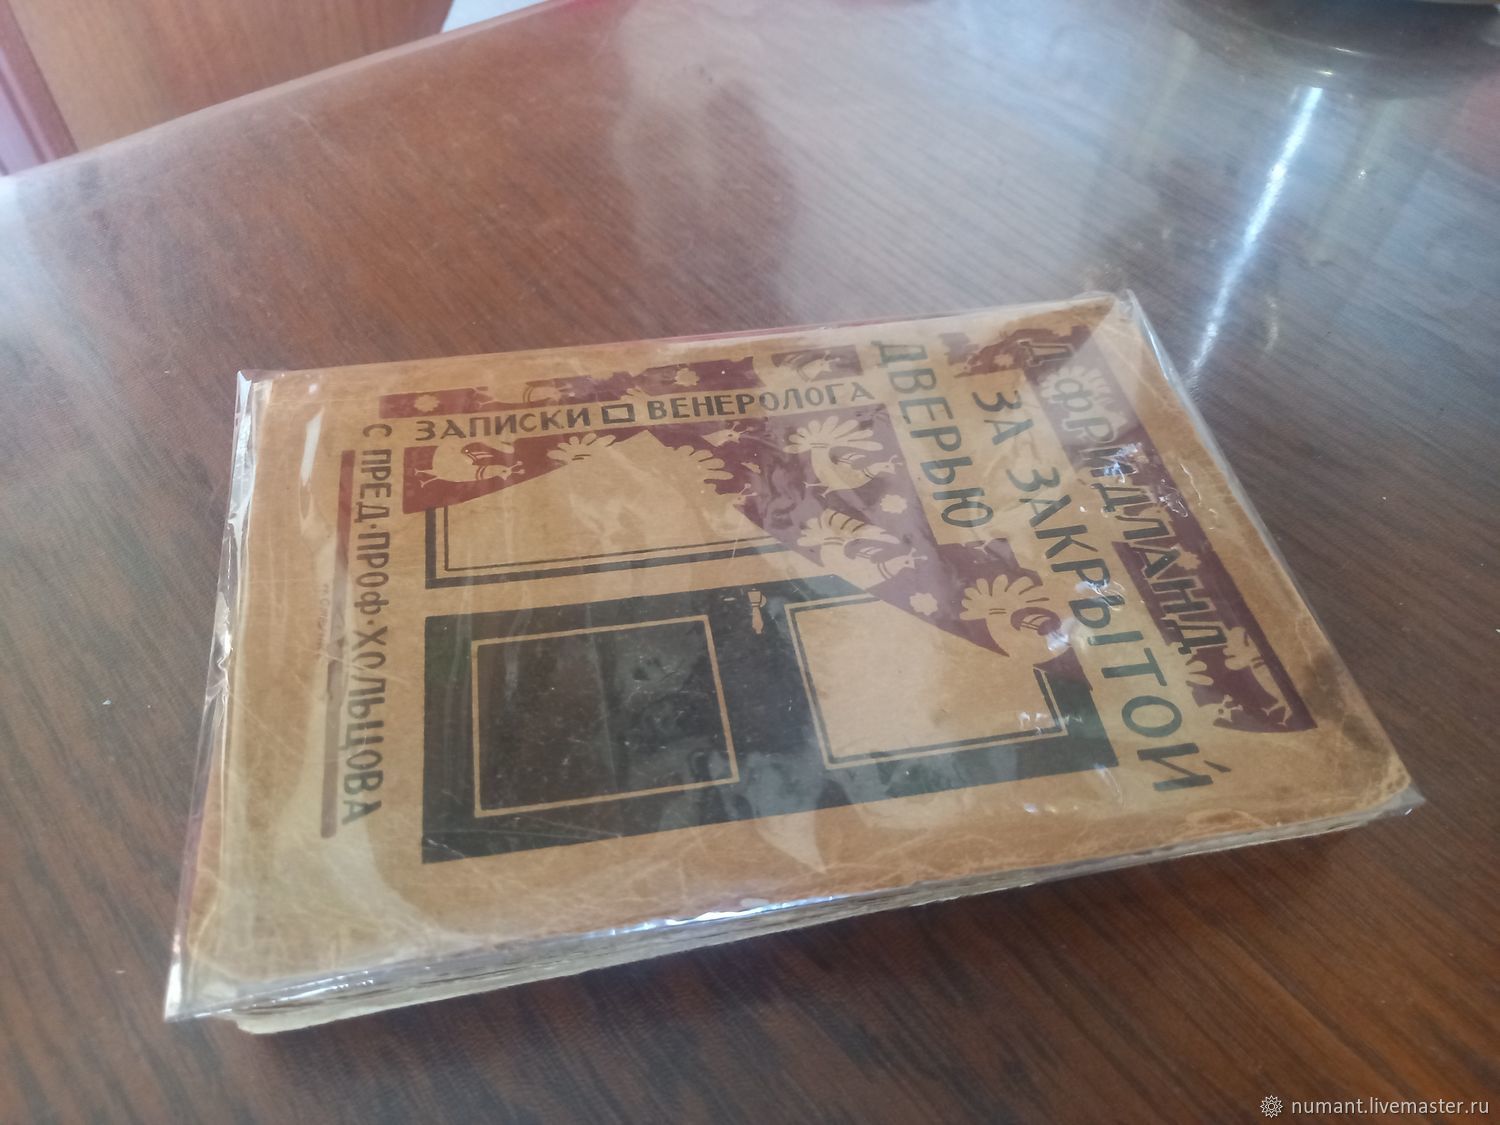 Л. ФРИДЛАНД
ЗА ЗАКРЫТОЙ
ДВЕРЬЮ
ЗАПИСКИ ВЕНЕРОЛОГА
С ПРЕД. ПРОФ. ХОЛЬЦОВА
numant.livemaster.ru